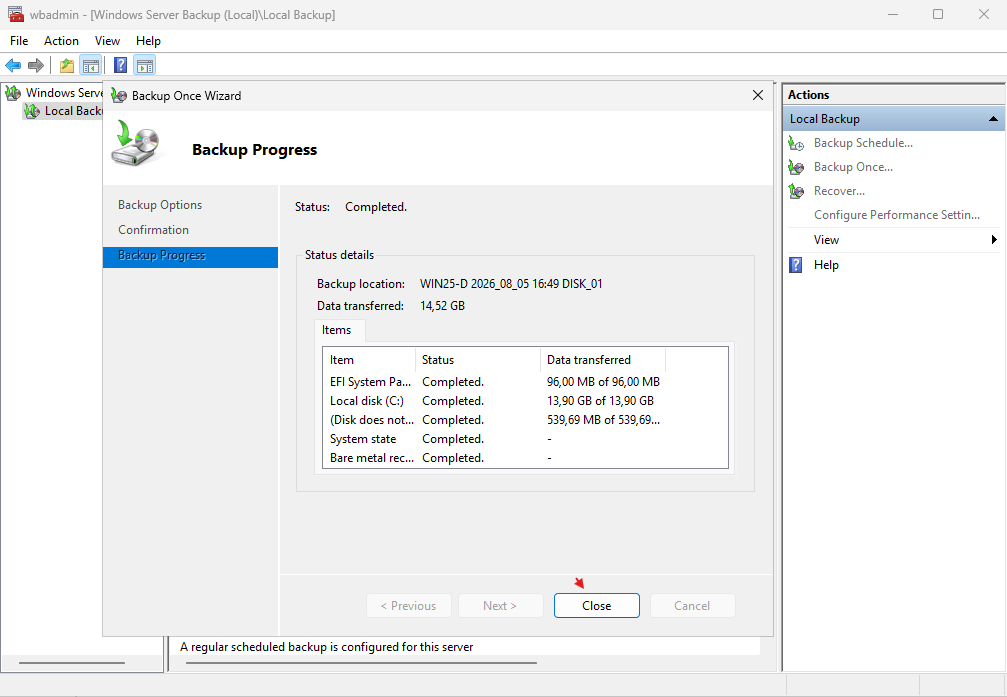 wbadmin - [Windows Server Backup (Local)\Local Backup]
File Action View Help
Windows Serve
Local Back
Backup Once Wizard
Backup Progress
Backup Options
Confirmation
Backup Progress
Status: Completed.
Status details
Backup location: WIN25-D 2026_08_05 16:49 DISK_01
Data transferred: 14,52 GB
Items
Item Status Data transferred
EFI System Pa... Completed. 96,00 MB of 96,00 MB
Local disk (C:) Completed. 13,90 GB of 13,90 GB
(Disk does not... Completed. 539,69 MB of 539,69...
System state Completed. -
Bare metal rec... Completed. -
< Previous Next > Close Cancel
A regular scheduled backup is configured for this server
Actions
Local Backup
Backup Schedule...
Backup Once...
Recover...
Configure Performance Settin...
View
Help